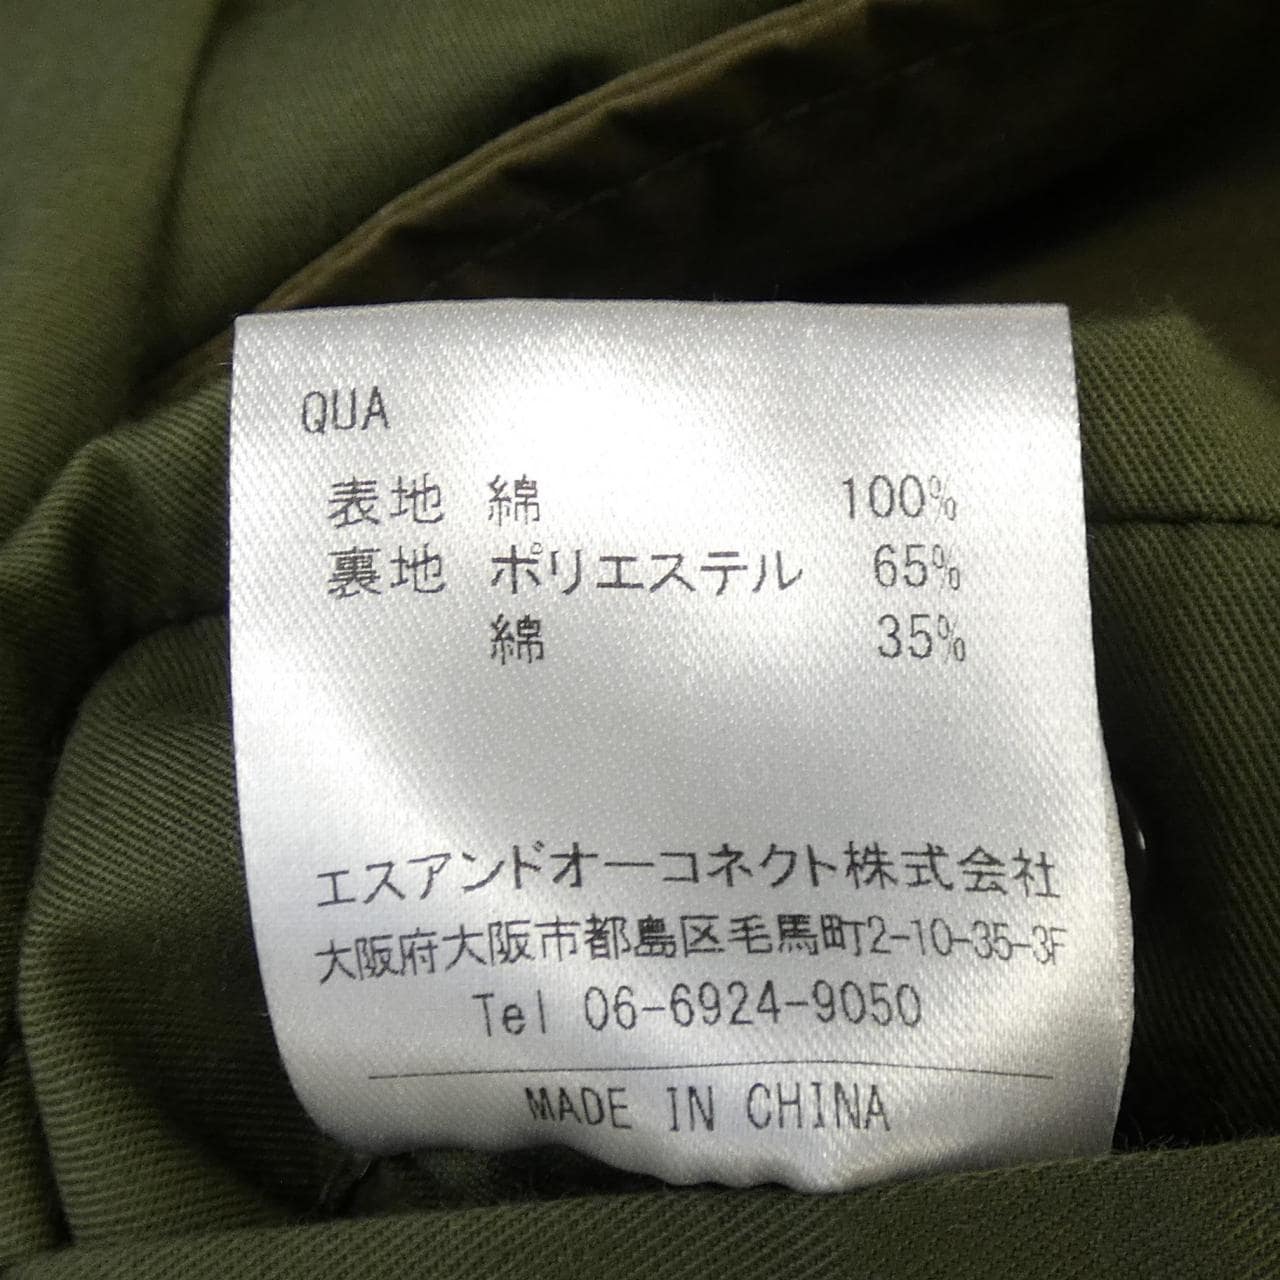 QUA
表地 綿 100%
裏地 ポリエステル 65%
綿 35%
エスアンドオーコネクト株式会社
大阪府大阪市都島区毛馬町2-10-35-3F
Tel 06-6924-9050
MADE IN CHINA